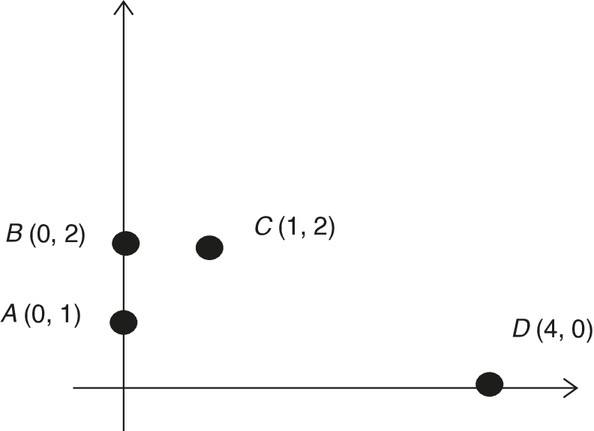 B (0, 2)
C (1, 2)
A (0, 1)
D (4, 0)